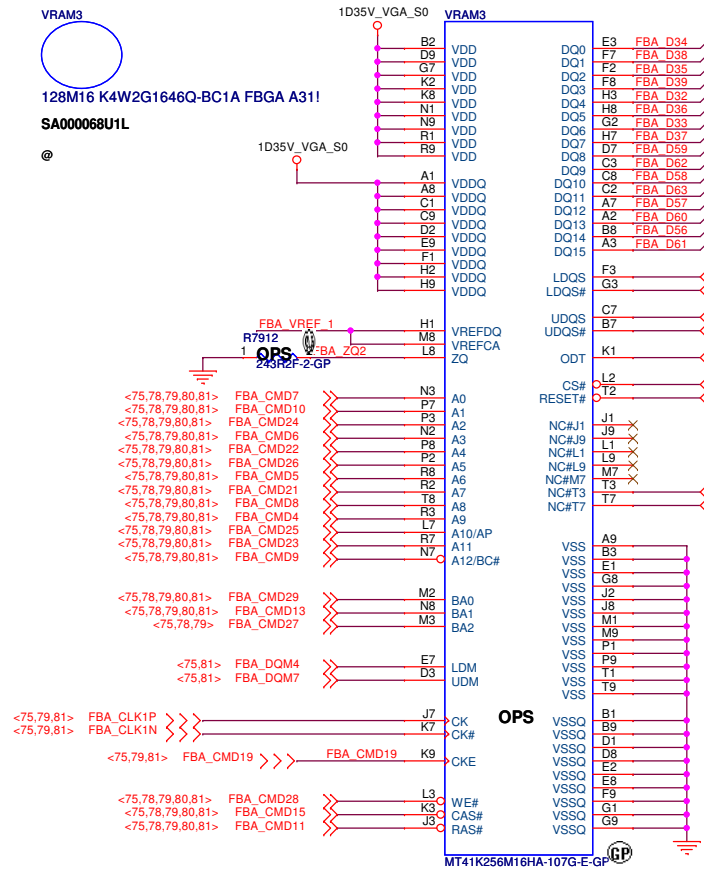 VRAM3
128M16 K4W2G1646Q-BC1A FBGA A31!
SA000068U1L
@
1D35V_VGA_S0
VRAM3
B2 VDD
D9 VDD
G7 VDD
K2 VDD
K8 VDD
N1 VDD
N9 VDD
R1 VDD
R9 VDD
1D35V_VGA_S0
A1 VDDQ
A8 VDDQ
C1 VDDQ
C9 VDDQ
D2 VDDQ
E9 VDDQ
F1 VDDQ
H2 VDDQ
H9 VDDQ
FBA_VREF_1 H1 VREFDQ
M8 VREFCA
R7912
1 OPS FBA_ZQ2 L8 ZQ
243R2F-2-GP
<75,78,79,80,81> FBA_CMD7 N3 A0
<75,78,79,80,81> FBA_CMD10 P7 A1
<75,78,79,80,81> FBA_CMD24 P3 A2
<75,78,79,80,81> FBA_CMD6 N2 A3
<75,78,79,80,81> FBA_CMD22 P8 A4
<75,78,79,80,81> FBA_CMD26 P2 A5
<75,78,79,80,81> FBA_CMD5 R8 A6
<75,78,79,80,81> FBA_CMD21 R2 A7
<75,78,79,80,81> FBA_CMD8 T8 A8
<75,78,79,80,81> FBA_CMD4 R3 A9
<75,78,79,80,81> FBA_CMD25 L7 A10/AP
<75,78,79,80,81> FBA_CMD23 R7 A11
<75,78,79,80,81> FBA_CMD9 N7 A12/BC#
<75,78,79,80,81> FBA_CMD29 M2 BA0
<75,78,79,80,81> FBA_CMD13 N8 BA1
<75,78,79> FBA_CMD27 M3 BA2
<75,81> FBA_DQM4 E7 LDM
<75,81> FBA_DQM7 D3 UDM
<75,79,81> FBA_CLK1P J7 CK
<75,79,81> FBA_CLK1N K7 CK#
<75,79,81> FBA_CMD19 FBA_CMD19 K9 CKE
<75,78,79,80,81> FBA_CMD28 L3 WE#
<75,78,79,80,81> FBA_CMD15 K3 CAS#
<75,78,79,80,81> FBA_CMD11 J3 RAS#
DQ0 E3 FBA_D34
DQ1 F7 FBA_D38
DQ2 F2 FBA_D35
DQ3 F8 FBA_D39
DQ4 H3 FBA_D32
DQ5 H8 FBA_D36
DQ6 G2 FBA_D33
DQ7 H7 FBA_D37
DQ8 D7 FBA_D59
DQ9 C3 FBA_D62
DQ10 C8 FBA_D58
DQ11 C2 FBA_D63
DQ12 A7 FBA_D57
DQ13 A2 FBA_D60
DQ14 B8 FBA_D56
DQ15 A3 FBA_D61
LDQS F3
LDQS# G3
UDQS C7
UDQS# B7
ODT K1
CS# L2
RESET# T2
NC#J1 J1
NC#J9 J9
NC#L1 L1
NC#L9 L9
NC#M7 M7
NC#T3 T3
NC#T7 T7
VSS A9
VSS B3
VSS E1
VSS G8
VSS J2
VSS J8
VSS M1
VSS M9
VSS P1
VSS P9
VSS T1
VSS T9
OPS
VSSQ B1
VSSQ B9
VSSQ D1
VSSQ D8
VSSQ E2
VSSQ E8
VSSQ F9
VSSQ G1
VSSQ G9
MT41K256M16HA-107G-E-GP
GP